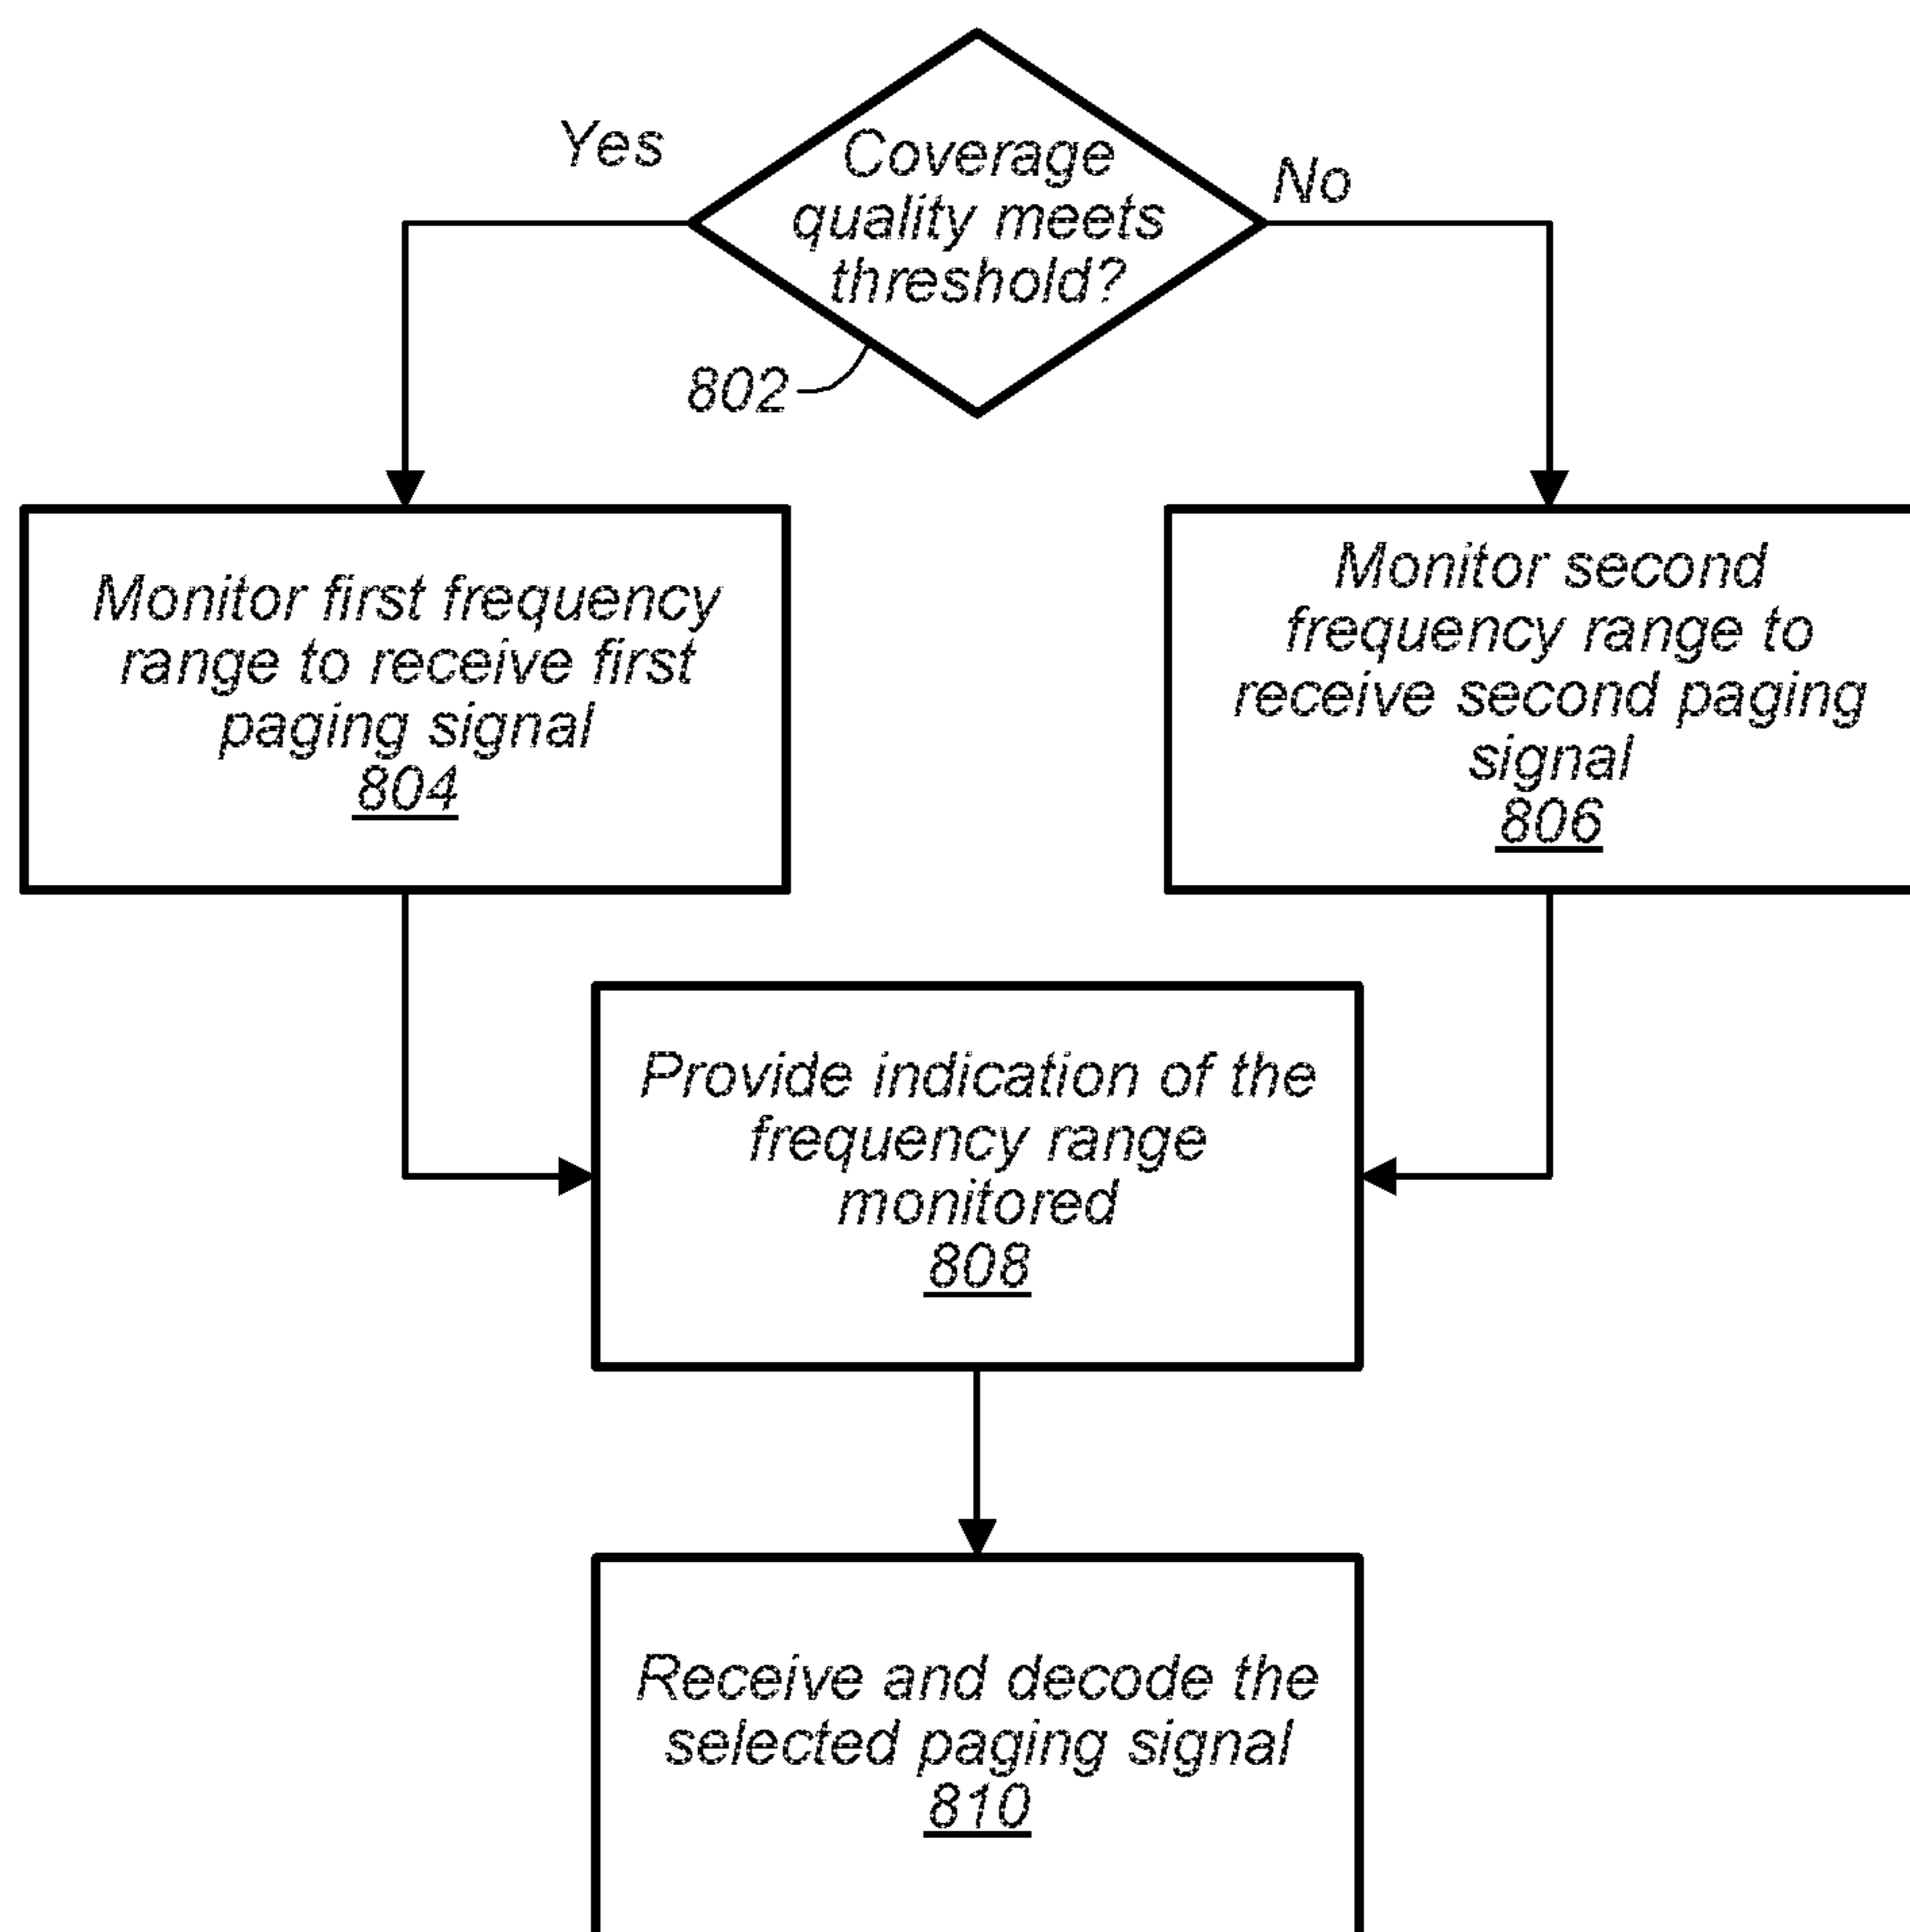 Yes
Coverage
quality meets
threshold?
No
802
Monitor first frequency
range to receive first
paging signal
804
Monitor second
frequency range to
receive second paging
signal
806
Provide indication of the
frequency range
monitored
808
Receive and decode the
selected paging signal
810